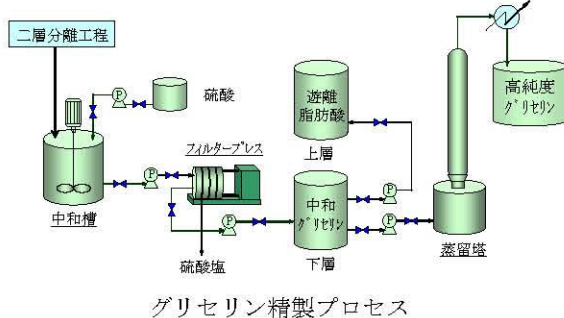 二層分離工程
P
硫酸
中和槽
P
フィルタープレス
硫酸塩
P
遊離
脂肪酸
上層
中和
グリセリン
下層
P
P
蒸留塔
高純度
グリセリン
グリセリン精製プロセス